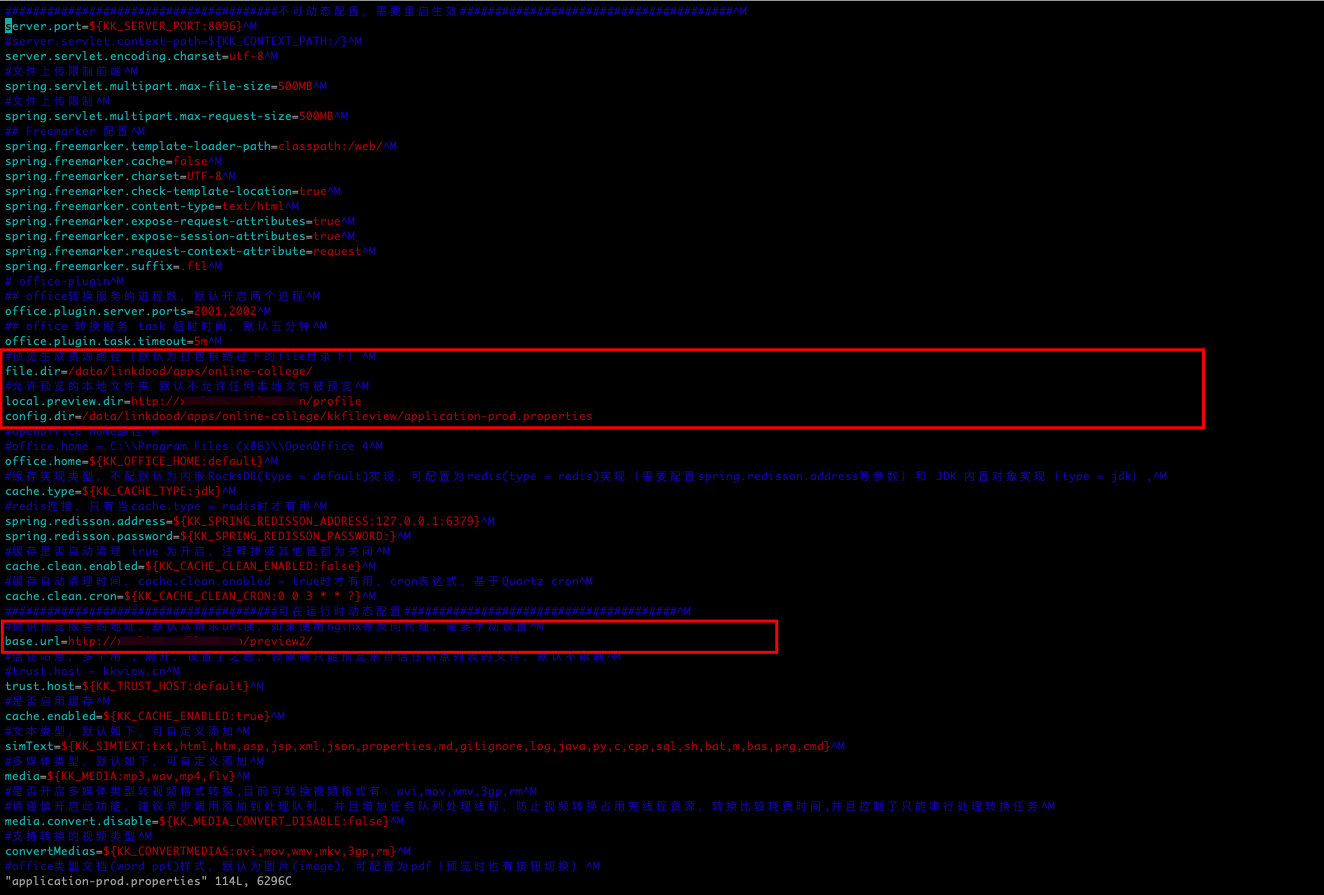 #######################################不可动态配置，需要重启生效#######################################^M
server.port=${KK_SERVER_PORT:8096}^M
#server.servlet.context-path=${KK_CONTEXT_PATH:/}^M
server.servlet.encoding.charset=utf-8^M
#文件上传限制前端^M
spring.servlet.multipart.max-file-size=500MB^M
#文件上传限制^M
spring.servlet.multipart.max-request-size=500MB^M
## Freemarker 配置^M
spring.freemarker.template-loader-path=classpath:/web/^M
spring.freemarker.cache=false^M
spring.freemarker.charset=UTF-8^M
spring.freemarker.check-template-location=true^M
spring.freemarker.content-type=text/html^M
spring.freemarker.expose-request-attributes=true^M
spring.freemarker.expose-session-attributes=true^M
spring.freemarker.request-context-attribute=request^M
spring.freemarker.suffix=.ftl^M
# office-plugin^M
## office转换服务的进程数，默认开启两个进程^M
office.plugin.server.ports=2001,2002^M
## office 转换服务 task 超时时间，默认五分钟^M
office.plugin.task.timeout=5m^M
#预览生成资源路径（默认为打包根路径下的file目录下）^M
file.dir=/data/linkdood/apps/online-college/
#允许预览的本地文件夹 默认不允许任何本地文件被预览^M
local.preview.dir=http://n/profile
config.dir=/data/linkdood/apps/online-college/kkfileview/application-prod.properties
#openoffice home路径^M
#office.home = C:\\Program Files (x86)\\OpenOffice 4^M
office.home=${KK_OFFICE_HOME:default}^M
#缓存实现类型，不配默认为内嵌RocksDB(type = default)实现，可配置为redis(type = redis)实现（需要配置spring.redisson.address等参数）和 JDK 内置对象实现（type = jdk）,^M
cache.type=${KK_CACHE_TYPE:jdk}^M
#redis连接，只有当cache.type = redis时才有用^M
spring.redisson.address=${KK_SPRING_REDISSON_ADDRESS:127.0.0.1:6379}^M
spring.redisson.password=${KK_SPRING_REDISSON_PASSWORD:}^M
#缓存是否自动清理 true 为开启，注释掉或其他值都为关闭^M
cache.clean.enabled=${KK_CACHE_CLEAN_ENABLED:false}^M
#缓存自动清理时间，cache.clean.enabled = true时才有用，cron表达式，基于Quartz cron^M
cache.clean.cron=${KK_CACHE_CLEAN_CRON:0 0 3 * * ?}^M
#######################################可在运行时动态配置#######################################^M
#提供预览服务的地址，默认从请求url读，如果使用nginx等反向代理，需要手动设置^M
base.url=http://n/preview2/
#信任站点，多个用','隔开，设置了之后，会限制只能预览来自信任站点列表的文件，默认不限制^M
#trust.host = kkview.cn^M
trust.host=${KK_TRUST_HOST:default}^M
#是否启用缓存^M
cache.enabled=${KK_CACHE_ENABLED:true}^M
#文本类型，默认如下，可自定义添加^M
simText=${KK_SIMTEXT:txt,html,htm,asp,jsp,xml,json,properties,md,gitignore,log,java,py,c,cpp,sql,sh,bat,m,bas,prg,cmd}^M
#多媒体类型，默认如下，可自定义添加^M
media=${KK_MEDIA:mp3,wav,mp4,flv}^M
#是否开启多媒体类型转视频格式转换,目前可转换视频格式有：avi,mov,wmv,3gp,rm^M
#请谨慎开启此功能，建议异步调用添加到处理队列，并且增加任务队列处理线程，防止视频转换占用完线程资源，转换比较耗费时间,并且控制了只能串行处理转换任务^M
media.convert.disable=${KK_MEDIA_CONVERT_DISABLE:false}^M
#支持转换的视频类型^M
convertMedias=${KK_CONVERTMEDIAS:avi,mov,wmv,mkv,3gp,rm}^M
#office类型文档(word ppt)样式，默认为图片(image)，可配置为pdf（预览时也有按钮切换）^M
"application-prod.properties" 114L, 6296C